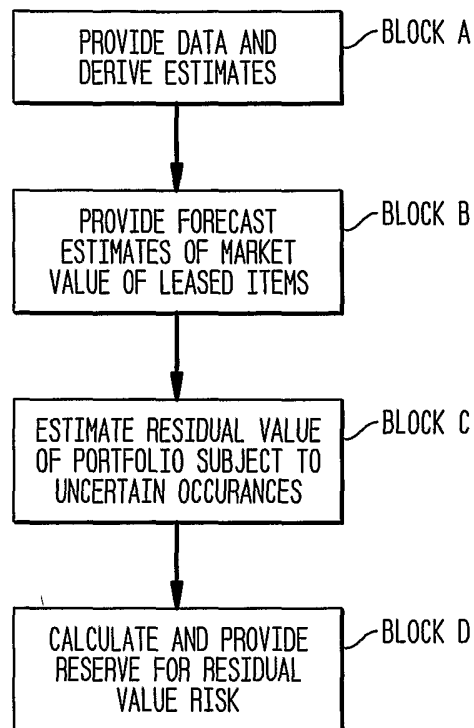 PROVIDE DATA AND
DERIVE ESTIMATES
BLOCK A
PROVIDE FORECAST
ESTIMATES OF MARKET
VALUE OF LEASED ITEMS
BLOCK B
ESTIMATE RESIDUAL VALUE
OF PORTFOLIO SUBJECT TO
UNCERTAIN OCCURANCES
BLOCK C
CALCULATE AND PROVIDE
RESERVE FOR RESIDUAL
VALUE RISK
BLOCK D